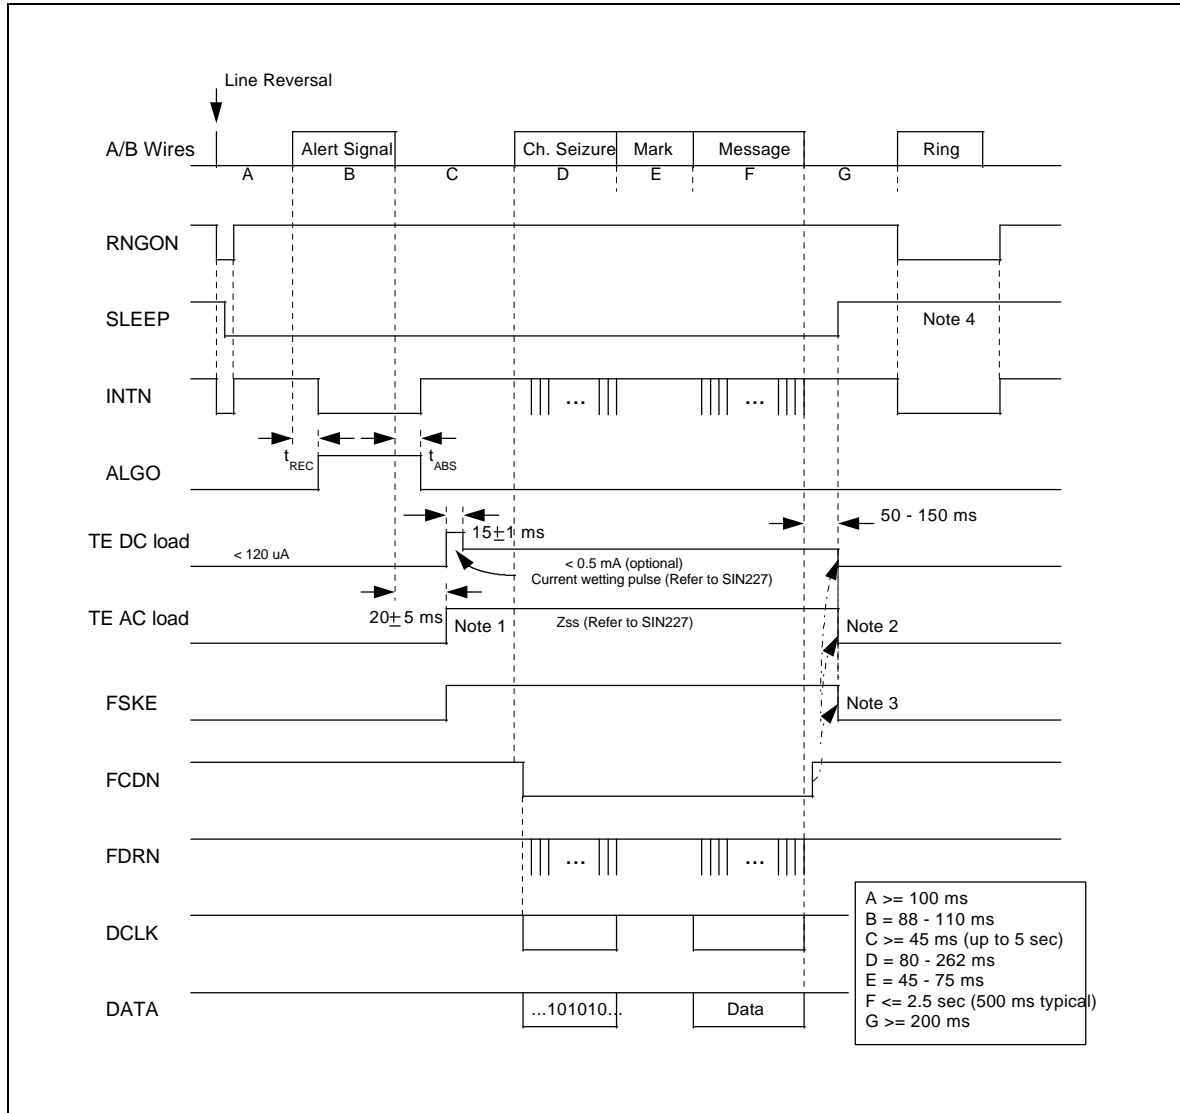 Line Reversal
A/B Wires
Alert Signal
Ch. Seizure
Mark
Message
Ring
A
B
C
D
E
F
G
RNGON
SLEEP
Note 4
INTN
...
...
tREC
tABS
ALGO
50 - 150 ms
15±1 ms
TE DC load
< 120 uA
< 0.5 mA (optional)
Current wetting pulse (Refer to SIN227)
20±5 ms
TE AC load
Note 1
Zss (Refer to SIN227)
Note 2
FSKE
Note 3
FCDN
FDRN
...
...
DCLK
DATA
...101010...
Data
A >= 100 ms
B = 88 - 110 ms
C >= 45 ms (up to 5 sec)
D = 80 - 262 ms
E = 45 - 75 ms
F <= 2.5 sec (500 ms typical)
G >= 200 ms